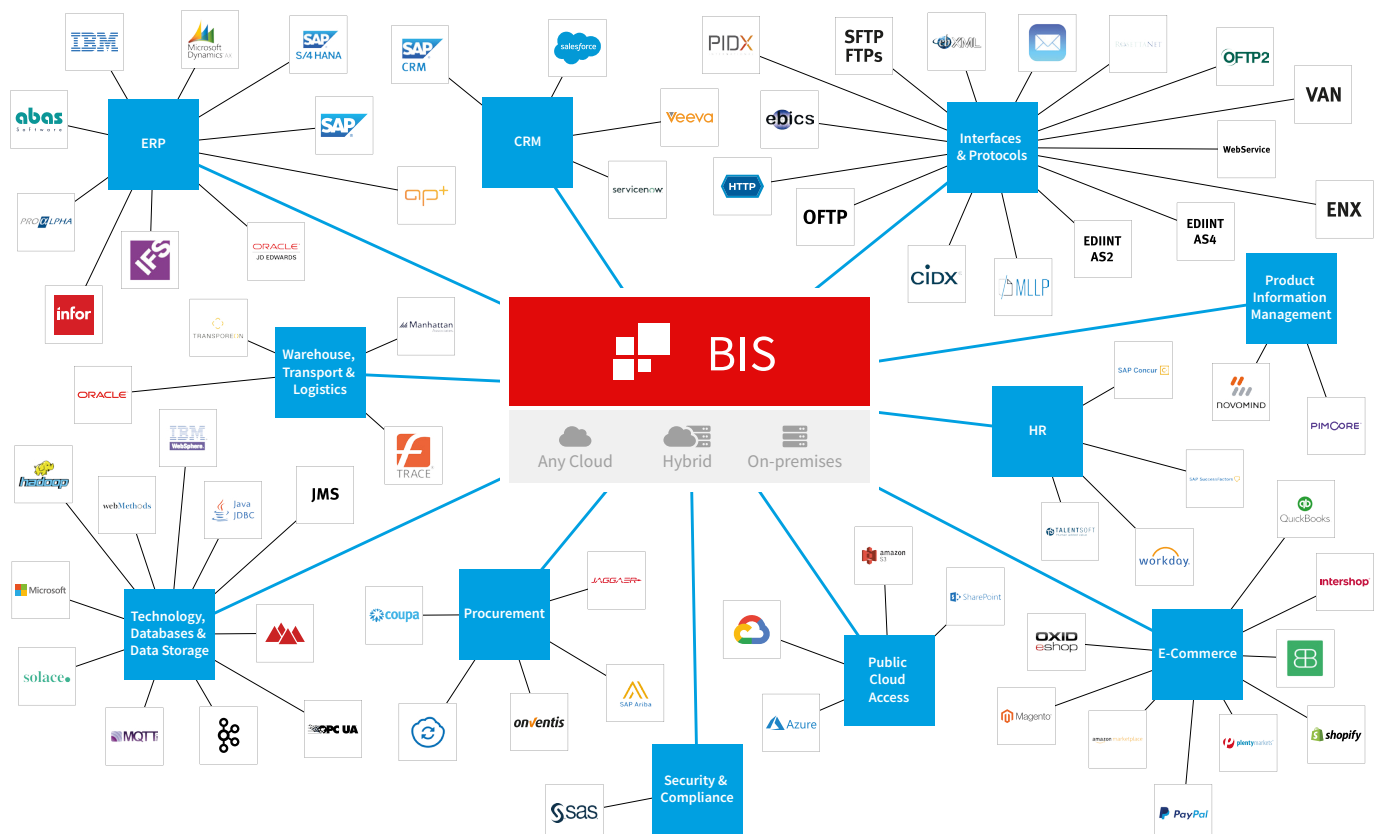 IBM
Microsoft
Dynamics AX
SAP
S/4 HANA
abas
Software
ERP
SAP
ap+
PROALPHA
IFS
ORACLE
JD EDWARDS
infor
SAP
CRM
salesforce
CRM
veeva
servicenow
PIDX
SFTP
FTPs
ebXML
OFTP2
VAN
ebics
Interfaces
& Protocols
WebService
HTTP
OFTP
ENX
EDIINT
AS2
EDIINT
AS4
CIDX
MLLP
Product
Information
Management
NOVOMIND
PIMCORE
TRANSPOREON
Manhattan
Warehouse,
Transport &
Logistics
ORACLE
TRACE
BIS
Any Cloud
Hybrid
On-premises
SAP Concur
HR
SAP SuccessFactors
TALENTSOFT
workday
hadoop
webMethods
IBM
WebSphere
Java
JDBC
JMS
Microsoft
Technology,
Databases &
Data Storage
solace
MQTT
OPC UA
coupa
Procurement
JAGGAER+
SAP Ariba
onventis
Security &
Compliance
sas
amazon
S3
SharePoint
Public
Cloud
Access
Azure
QuickBooks
intershop
OXID
eshop
E-Commerce
Magento
amazon marketplace
plentymarkets
shopify
PayPal